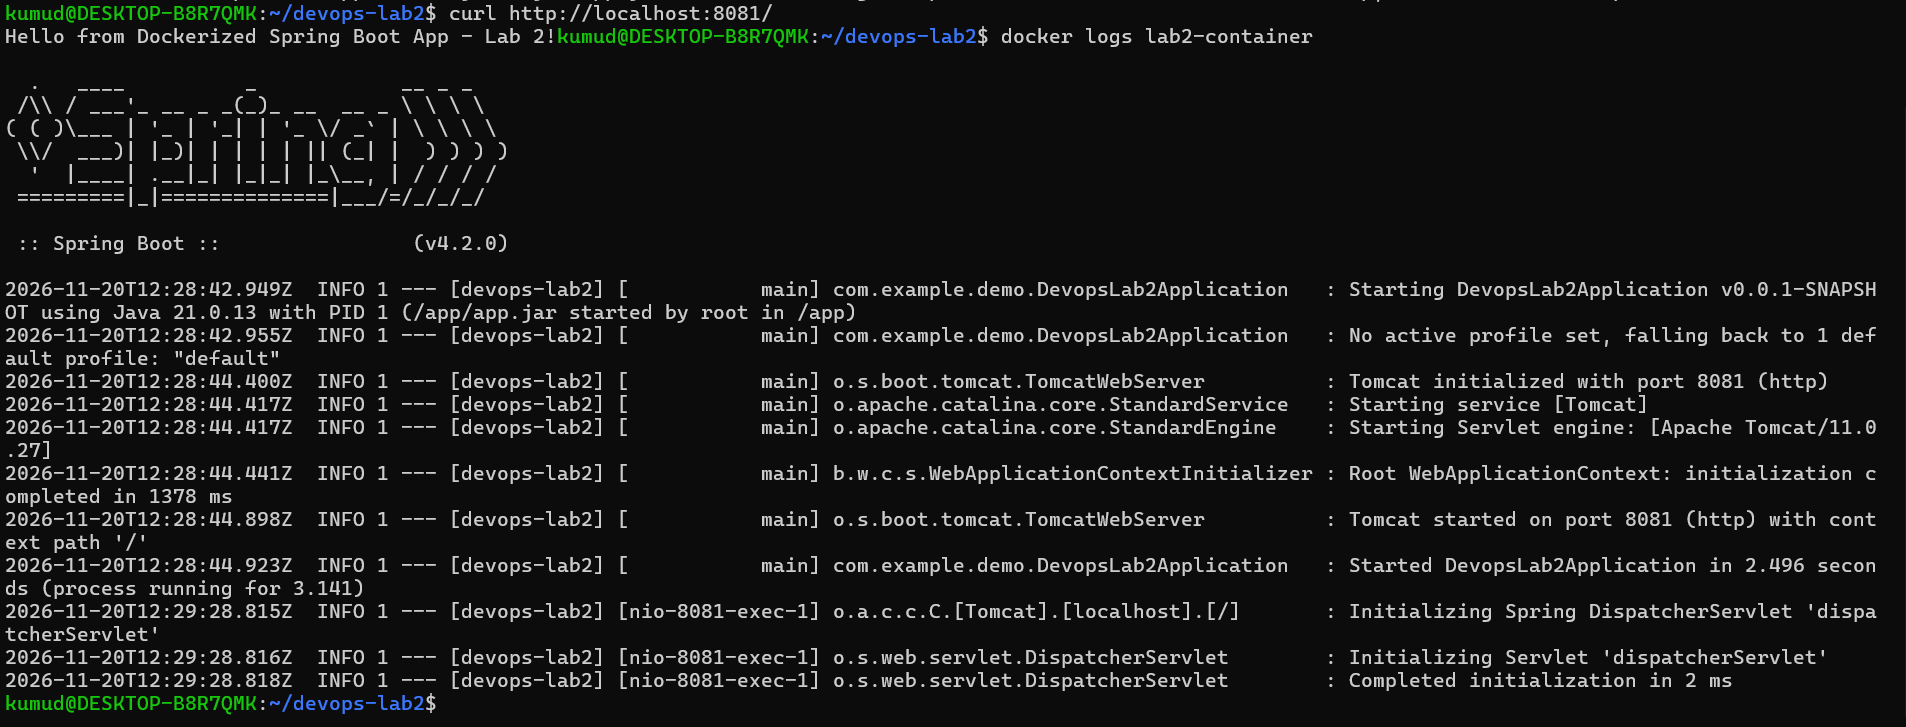 kumud@DESKTOP-B8R7QMK:~/devops-lab2$ curl http://localhost:8081/
Hello from Dockerized Spring Boot App - Lab 2!kumud@DESKTOP-B8R7QMK:~/devops-lab2$ docker logs lab2-container

  .   ____          _            __ _ _
 /\\ / ___'_ __ _ _(_)_ __  __ _ \ \ \ \
( ( )\___ | '_ | '_| | '_ \/ _` | \ \ \ \
 \\/  ___)| |_)| | | | | || (_| |  ) ) ) )
  '  |____| .__|_| |_|_| |_\__, | / / / /
 =========|_|==============|___/=/_/_/_/

 :: Spring Boot ::                (v4.2.0)

2026-11-20T12:28:42.949Z  INFO 1 --- [devops-lab2] [           main] com.example.demo.DevopsLab2Application   : Starting DevopsLab2Application v0.0.1-SNAPSH
OT using Java 21.0.13 with PID 1 (/app/app.jar started by root in /app)
2026-11-20T12:28:42.955Z  INFO 1 --- [devops-lab2] [           main] com.example.demo.DevopsLab2Application   : No active profile set, falling back to 1 def
ault profile: "default"
2026-11-20T12:28:44.400Z  INFO 1 --- [devops-lab2] [           main] o.s.boot.tomcat.TomcatWebServer          : Tomcat initialized with port 8081 (http)
2026-11-20T12:28:44.417Z  INFO 1 --- [devops-lab2] [           main] o.apache.catalina.core.StandardService   : Starting service [Tomcat]
2026-11-20T12:28:44.417Z  INFO 1 --- [devops-lab2] [           main] o.apache.catalina.core.StandardEngine    : Starting Servlet engine: [Apache Tomcat/11.0
.27]
2026-11-20T12:28:44.441Z  INFO 1 --- [devops-lab2] [           main] b.w.c.s.WebApplicationContextInitializer : Root WebApplicationContext: initialization c
ompleted in 1378 ms
2026-11-20T12:28:44.898Z  INFO 1 --- [devops-lab2] [           main] o.s.boot.tomcat.TomcatWebServer          : Tomcat started on port 8081 (http) with cont
ext path '/'
2026-11-20T12:28:44.923Z  INFO 1 --- [devops-lab2] [           main] com.example.demo.DevopsLab2Application   : Started DevopsLab2Application in 2.496 secon
ds (process running for 3.141)
2026-11-20T12:29:28.815Z  INFO 1 --- [devops-lab2] [nio-8081-exec-1] o.a.c.c.C.[Tomcat].[localhost].[/]       : Initializing Spring DispatcherServlet 'dispa
tcherServlet'
2026-11-20T12:29:28.816Z  INFO 1 --- [devops-lab2] [nio-8081-exec-1] o.s.web.servlet.DispatcherServlet        : Initializing Servlet 'dispatcherServlet'
2026-11-20T12:29:28.818Z  INFO 1 --- [devops-lab2] [nio-8081-exec-1] o.s.web.servlet.DispatcherServlet        : Completed initialization in 2 ms
kumud@DESKTOP-B8R7QMK:~/devops-lab2$